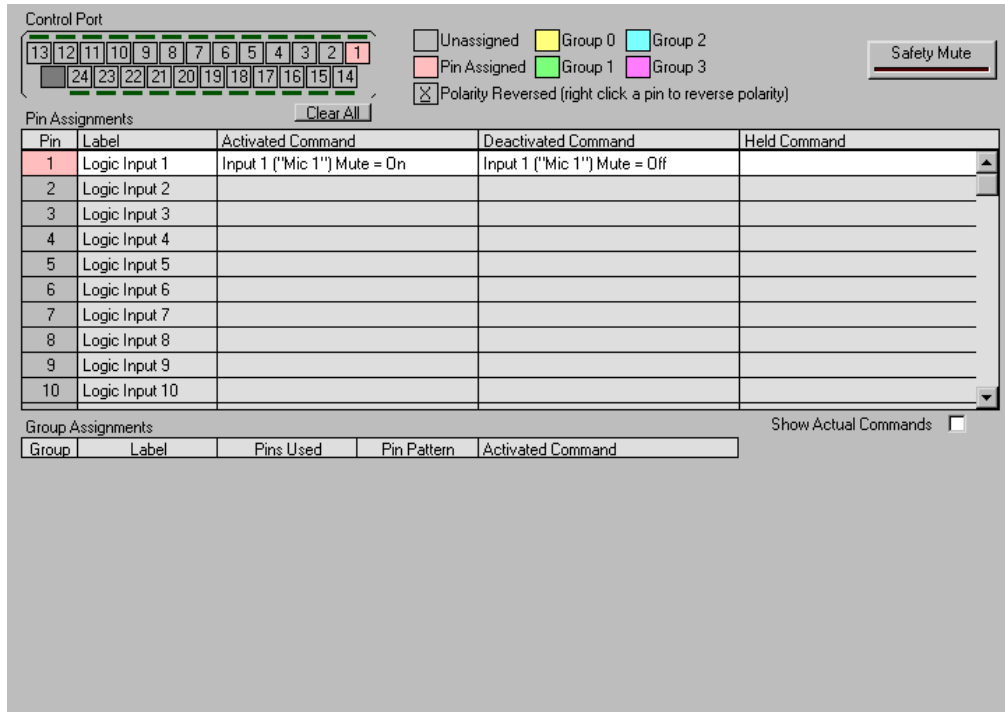 Control Port
13 12 11 10 9 8 7 6 5 4 3 2 1
24 23 22 21 20 19 18 17 16 15 14
Unassigned Group 0 Group 2
Pin Assigned Group 1 Group 3
X Polarity Reversed (right click a pin to reverse polarity)
Safety Mute
Clear All
Pin Assignments
Pin Label Activated Command Deactivated Command Held Command
1 Logic Input 1 Input 1 ("Mic 1") Mute = On Input 1 ("Mic 1") Mute = Off
2 Logic Input 2
3 Logic Input 3
4 Logic Input 4
5 Logic Input 5
6 Logic Input 6
7 Logic Input 7
8 Logic Input 8
9 Logic Input 9
10 Logic Input 10
Group Assignments
Show Actual Commands
Group Label Pins Used Pin Pattern Activated Command